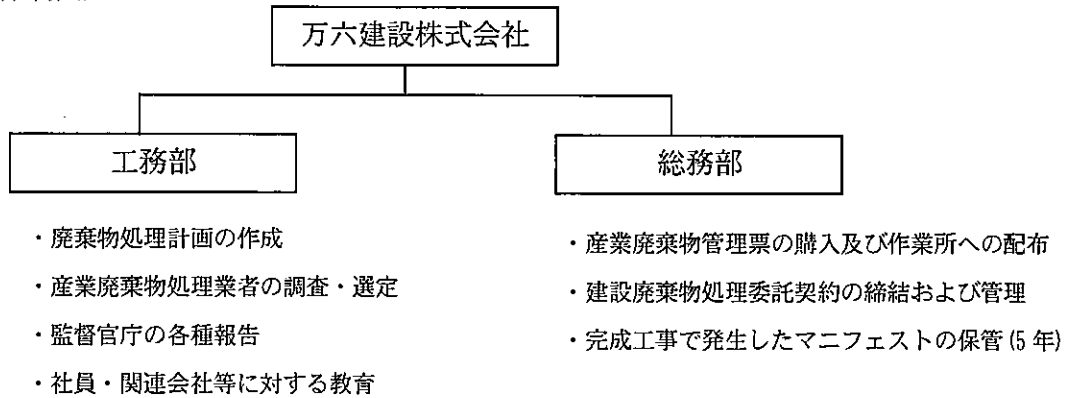 万六建設株式会社
工務部
・廃棄物処理計画の作成
・産業廃棄物処理業者の調査・選定
・監督官庁の各種報告
・社員・関連会社等に対する教育
総務部
・産業廃棄物管理票の購入及び作業所への配布
・建設廃棄物処理委託契約の締結および管理
・完成工事で発生したマニフェストの保管(5年)